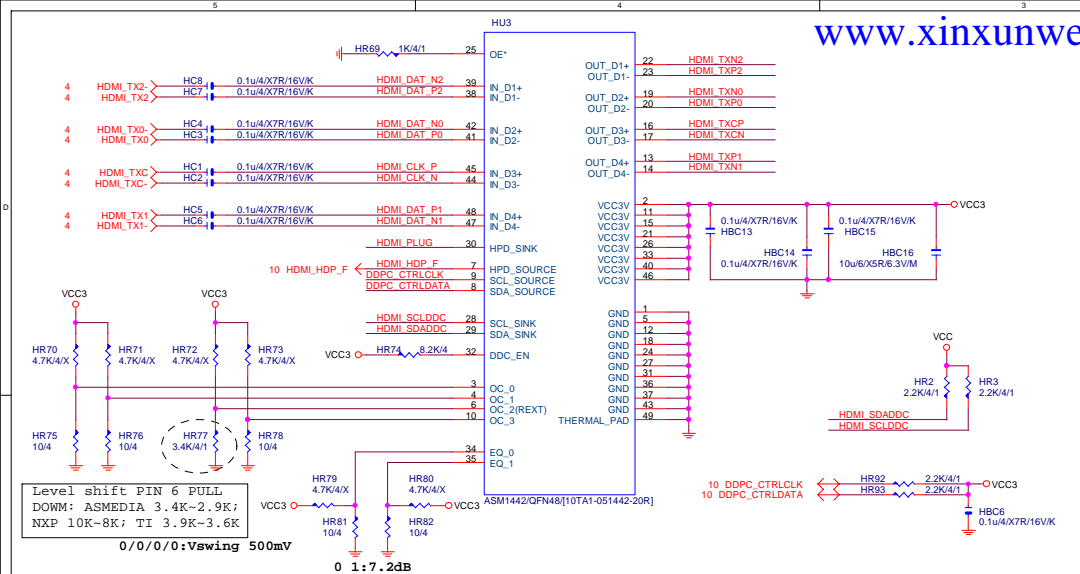 5
4
3
D
www.xinxunwe
HU3
HR69 1K/4/1 25 OE*
4 HDMI_TX2- HC8 0.1u/4/X7R/16V/K HDMI_DAT_N2 39 IN_D1+
4 HDMI_TX2 HC7 0.1u/4/X7R/16V/K HDMI_DAT_P2 38 IN_D1-
4 HDMI_TX0- HC4 0.1u/4/X7R/16V/K HDMI_DAT_N0 42 IN_D2+
4 HDMI_TX0 HC3 0.1u/4/X7R/16V/K HDMI_DAT_P0 41 IN_D2-
4 HDMI_TXC HC1 0.1u/4/X7R/16V/K HDMI_CLK_P 45 IN_D3+
4 HDMI_TXC- HC2 0.1u/4/X7R/16V/K HDMI_CLK_N 44 IN_D3-
4 HDMI_TX1 HC5 0.1u/4/X7R/16V/K HDMI_DAT_P1 48 IN_D4+
4 HDMI_TX1- HC6 0.1u/4/X7R/16V/K HDMI_DAT_N1 47 IN_D4-
HDMI_PLUG 30 HPD_SINK
10 HDMI_HDP_F HDMI_HDP_F 7 HPD_SOURCE
DDPC_CTRLCLK 9 SCL_SOURCE
DDPC_CTRLDATA 8 SDA_SOURCE
HDMI_SCLDDC 28 SCL_SINK
HDMI_SDADDC 29 SDA_SINK
VCC3 HR74 8.2K/4 32 DDC_EN
3 OC_0
4 OC_1
6 OC_2(REXT)
10 OC_3
34 EQ_0
35 EQ_1
OUT_D1+ 22 HDMI_TXN2
OUT_D1- 23 HDMI_TXP2
OUT_D2+ 19 HDMI_TXN0
OUT_D2- 20 HDMI_TXP0
OUT_D3+ 16 HDMI_TXCP
OUT_D3- 17 HDMI_TXCN
OUT_D4+ 13 HDMI_TXP1
OUT_D4- 14 HDMI_TXN1
VCC3V 2
VCC3V 11
VCC3V 15
VCC3V 21
VCC3V 26
VCC3V 33
VCC3V 40
VCC3V 46
GND 1
GND 5
GND 12
GND 18
GND 24
GND 27
GND 31
GND 36
GND 37
GND 43
THERMAL_PAD 49
ASM1442/QFN48/[10TA1-051442-20R]
VCC3
0.1u/4/X7R/16V/K
HBC13
0.1u/4/X7R/16V/K
HBC15
HBC14
0.1u/4/X7R/16V/K
HBC16
10u/6/X5R/6.3V/M
VCC3
VCC3
HR70
4.7K/4/X
HR71
4.7K/4/X
HR72
4.7K/4/X
HR73
4.7K/4/X
HR75
10/4
HR76
10/4
HR77
3.4K/4/1
HR78
10/4
HR79
4.7K/4/X
HR80
4.7K/4/X
VCC3
VCC3
HR81
10/4
HR82
10/4
Level shift PIN 6 PULL
DOWM: ASMEDIA 3.4K~2.9K;
NXP 10K~8K; TI 3.9K~3.6K
0/0/0/0:Vswing 500mV
0 1:7.2dB
VCC
HR2
2.2K/4/1
HR3
2.2K/4/1
HDMI_SDADDC
HDMI_SCLDDC
10 DDPC_CTRLCLK HR92 2.2K/4/1 VCC3
10 DDPC_CTRLDATA HR93 2.2K/4/1
HBC6
0.1u/4/X7R/16V/K